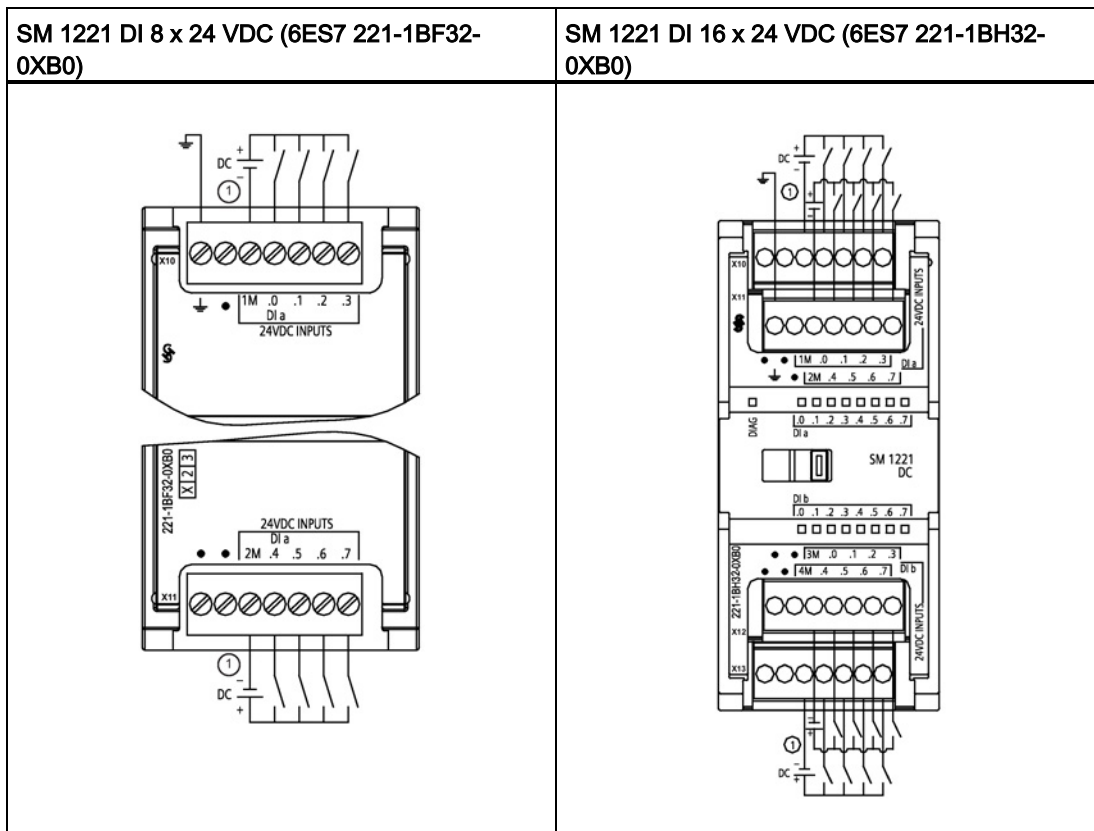 SM 1221 DI 8 x 24 VDC (6ES7 221-1BF32-
0XB0)
SM 1221 DI 16 x 24 VDC (6ES7 221-1BH32-
0XB0)
+
DC
−
1
X10
1M .0 .1 .2 .3
DI a
24VDC INPUTS
221-1BF32-0XB0
X 2 3
24VDC INPUTS
DI a
2M .4 .5 .6 .7
X11
1
−
DC
+
+
DC
−
1
+
X10
X11
24VDC INPUTS
1M .0 .1 .2 .3
DI a
2M .4 .5 .6 .7
DIAG
.0 .1 .2 .3 .4 .5 .6 .7
DI a
SM 1221
DC
DI b
.0 .1 .2 .3 .4 .5 .6 .7
3M .0 .1 .2 .3
4M .4 .5 .6 .7
DI b
221-1BH32-0XB0
24VDC INPUTS
X12
X13
+
1
−
DC
+